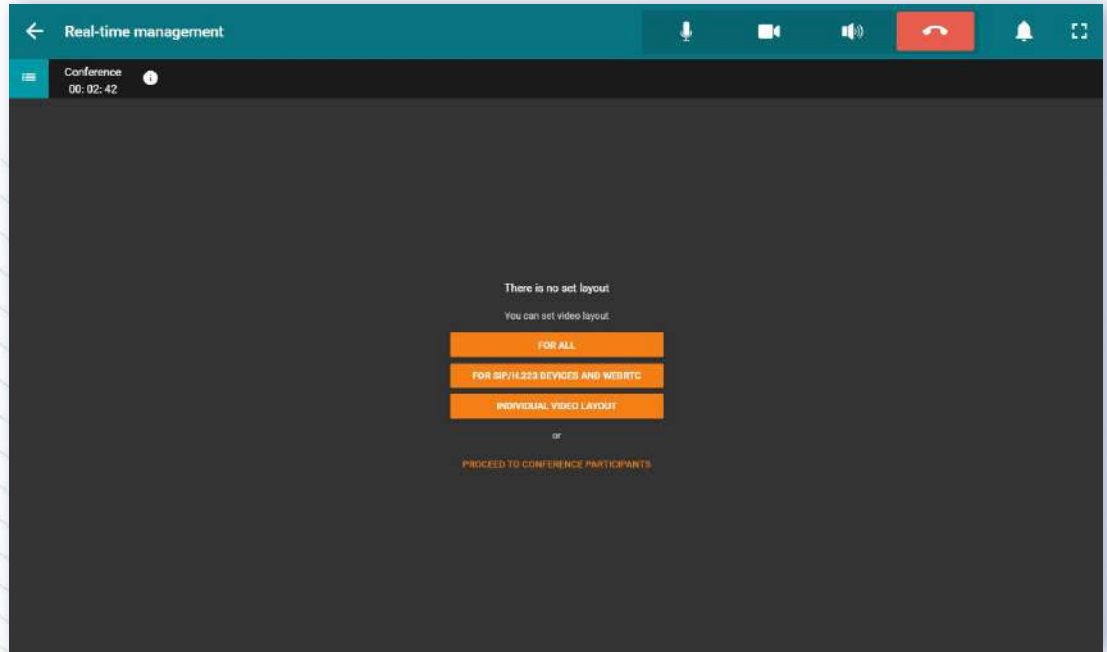 Real-time management
Conference
00: 02: 42
There is no set layout
You can set video layout
FOR ALL
FOR SIP/H.323 DEVICES AND WEBRTC
INDIVIDUAL VIDEO LAYOUT
or
PROCEED TO CONFERENCE PARTICIPANTS